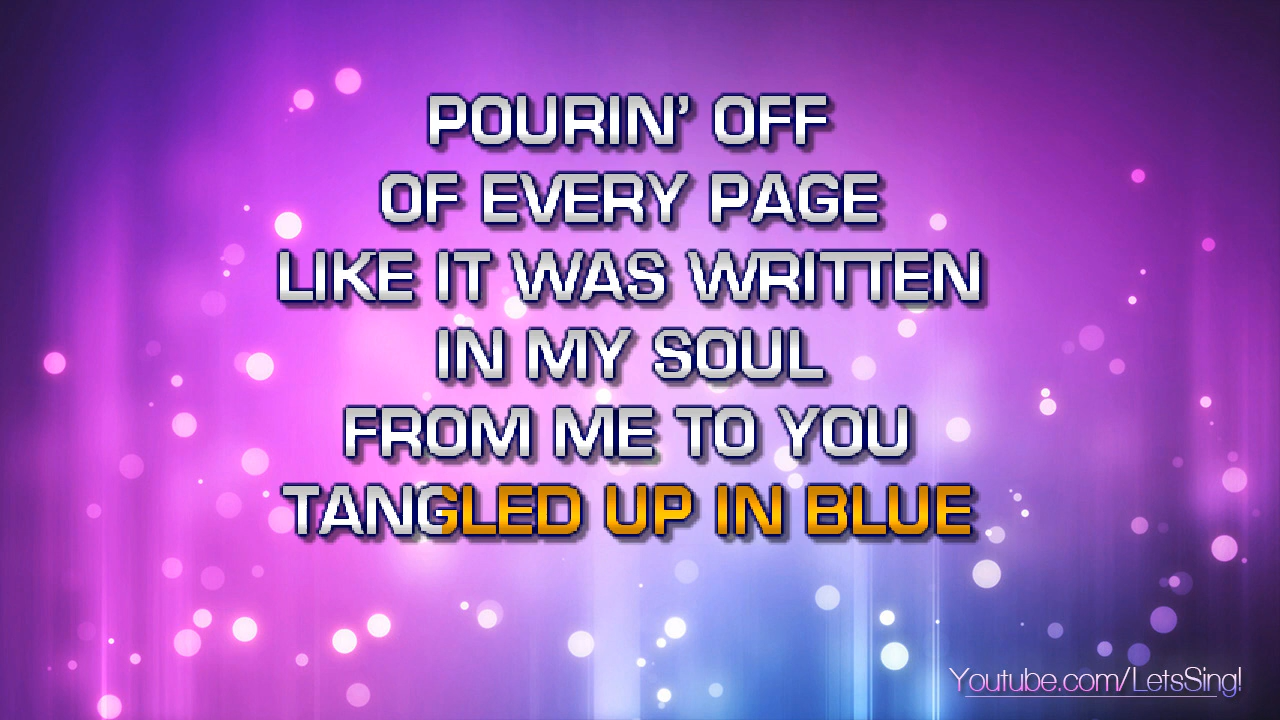 POURIN' OFF
OF EVERY PAGE
LIKE IT WAS WRITTEN
IN MY SOUL
FROM ME TO YOU
TANGLED UP IN BLUE
Youtube.com/LetsSing!